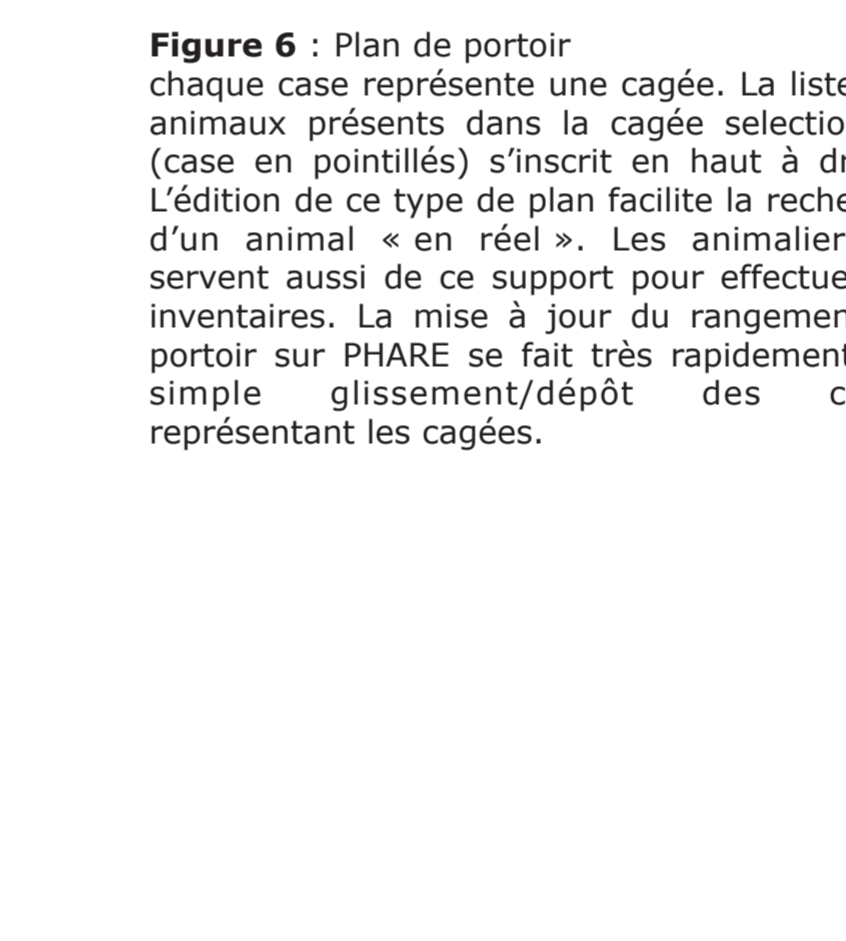 Figure 6 : Plan de portoir
chaque case représente une cagée. La liste
animaux présents dans la cagée selectio
(case en pointillés) s’inscrit en haut à dr
L’édition de ce type de plan facilite la reche
d’un animal « en réel ». Les animalier
servent aussi de ce support pour effectue
inventaires. La mise à jour du rangemen
portoir sur PHARE se fait très rapidement
simple glissement/dépôt des c
représentant les cagées.